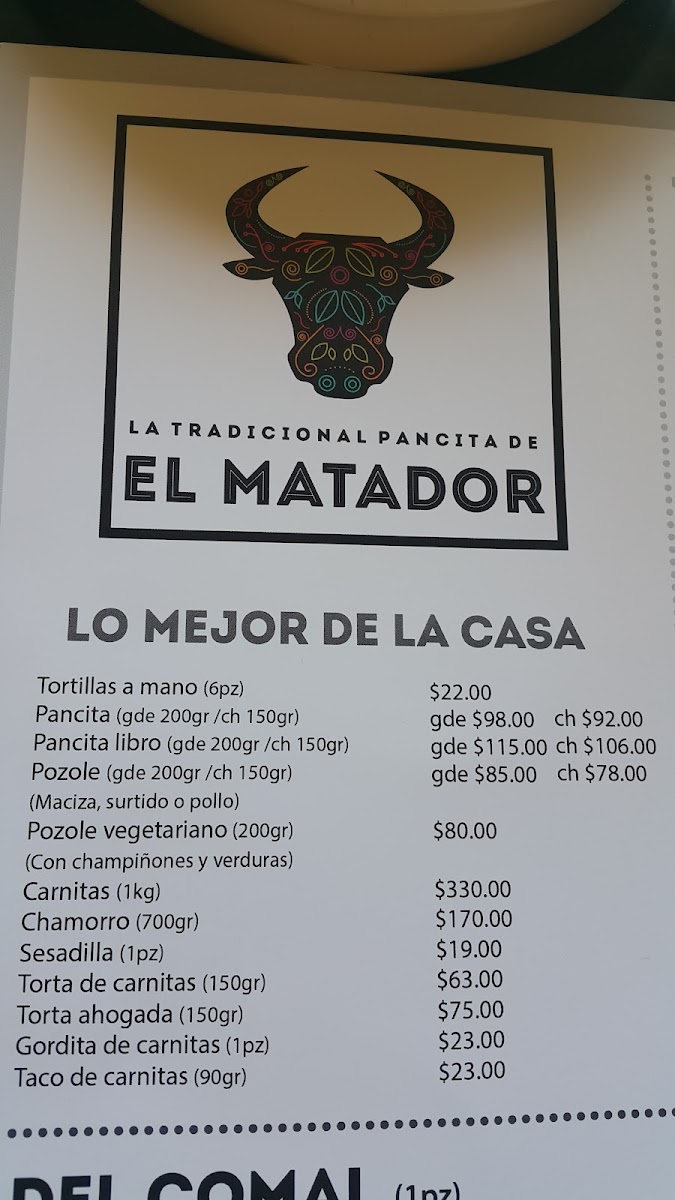 LA TRADICIONAL PANCITA DE
EL MATADOR
LO MEJOR DE LA CASA
Tortillas a mano (6pz) $22.00
Pancita (gde 200gr /ch 150gr) gde $98.00 ch $92.00
Pancita libro (gde 200gr /ch 150gr) gde $115.00 ch $106.00
Pozole (gde 200gr /ch 150gr) gde $85.00 ch $78.00
(Maciza, surtido o pollo)
Pozole vegetariano (200gr) $80.00
(Con champiñones y verduras)
Carnitas (1kg) $330.00
Chamorro (700gr) $170.00
Sesadilla (1pz) $19.00
Torta de carnitas (150gr) $63.00
Torta ahogada (150gr) $75.00
Gordita de carnitas (1pz) $23.00
Taco de carnitas (90gr) $23.00
DEL COMAL (1pz)